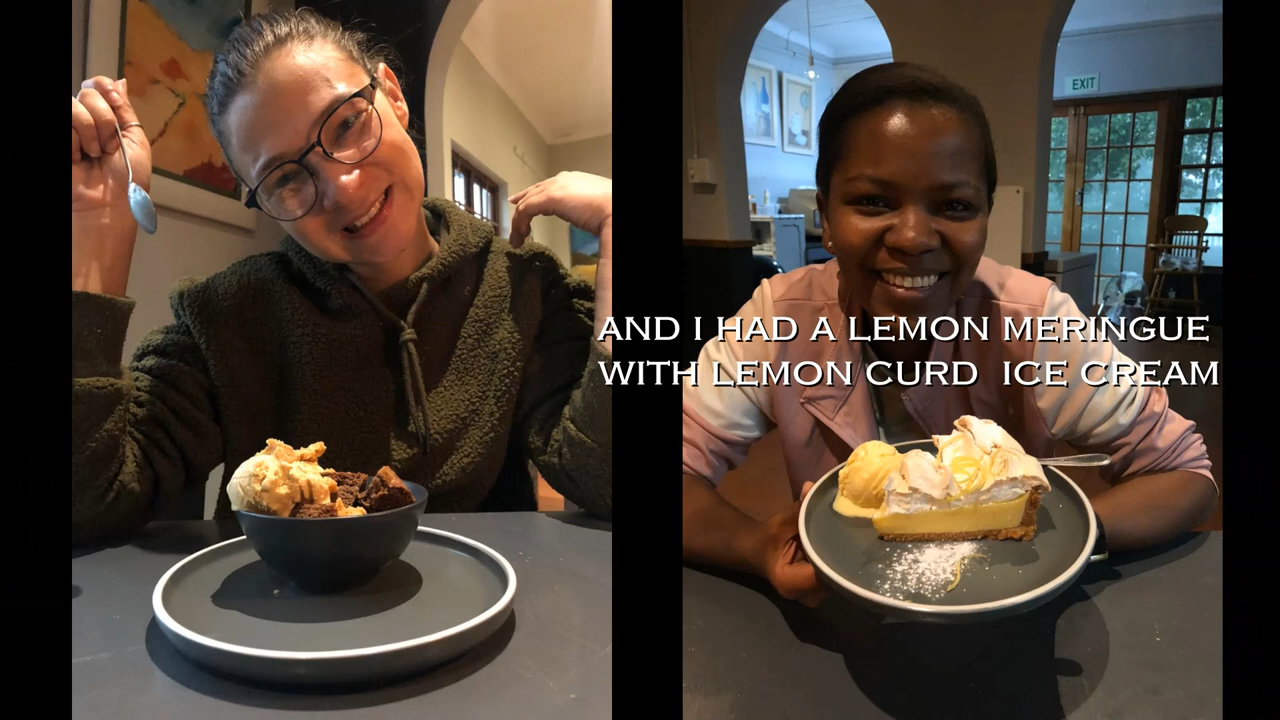 EXIT
AND I HAD A LEMON MERINGUE
WITH LEMON CURD ICE CREAM